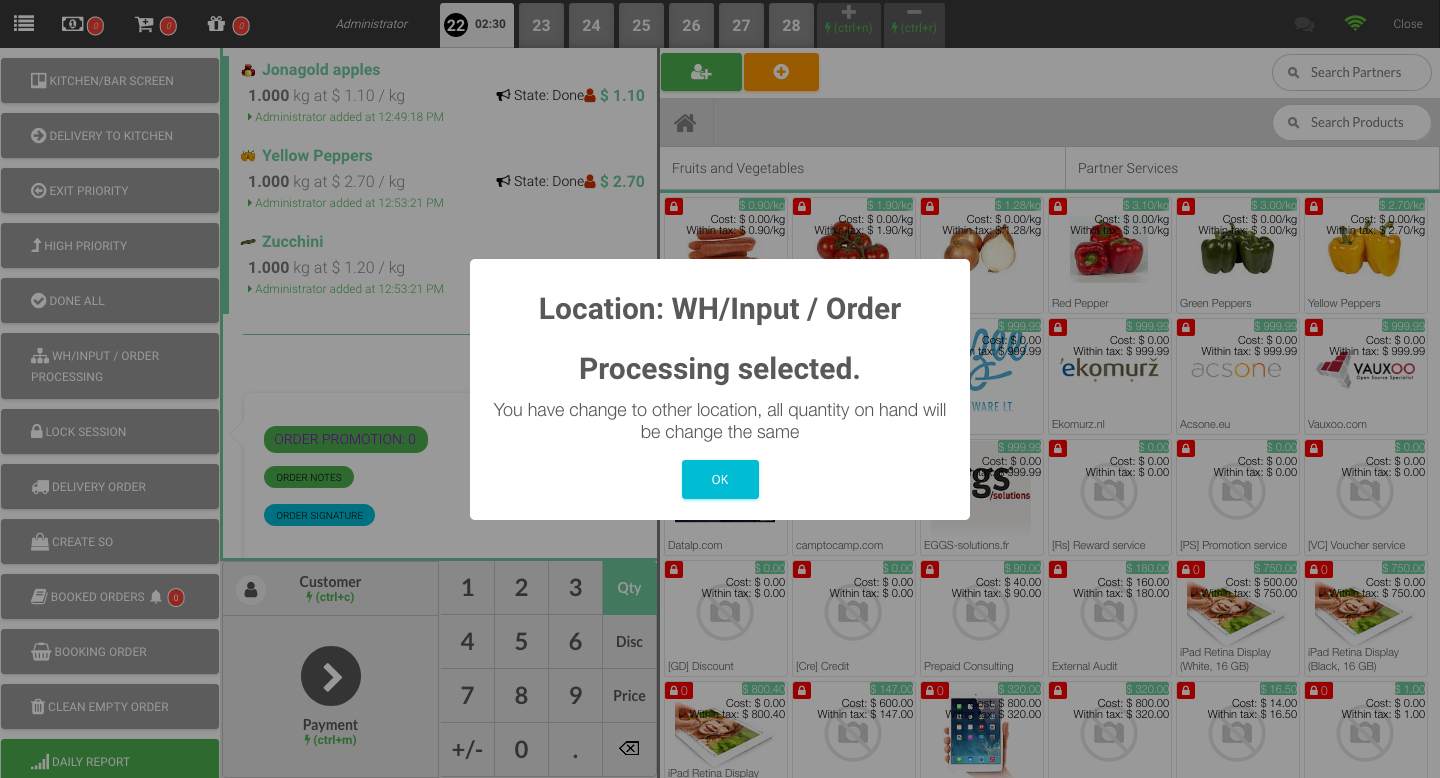 0
0
0
Administrator
22 02:30
23
24
25
26
27
28
(ctrl+n)
(ctrl+r)
Close
KITCHEN/BAR SCREEN
DELIVERY TO KITCHEN
EXIT PRIORITY
HIGH PRIORITY
DONE ALL
WH/INPUT / ORDER
PROCESSING
LOCK SESSION
DELIVERY ORDER
CREATE SO
BOOKED ORDERS 0
BOOKING ORDER
CLEAN EMPTY ORDER
DAILY REPORT
Jonagold apples
1.000 kg at $ 1.10 / kg
State: Done $ 1.10
Administrator added at 12:49:18 PM
Yellow Peppers
1.000 kg at $ 2.70 / kg
State: Done $ 2.70
Administrator added at 12:53:21 PM
Zucchini
1.000 kg at $ 1.20 / kg
Administrator added at 12:53:21 PM
ORDER PROMOTION: 0
ORDER NOTES
ORDER SIGNATURE
Customer
(ctrl+c)
Payment
(ctrl+m)
1 2 3 Qty
4 5 6 Disc
7 8 9 Price
+/- 0 .
Search Partners
Search Products
Fruits and Vegetables
Partner Services
$ 0.90/kg
Cost: $ 0.00/kg
Within tax: $ 0.90/kg
$ 1.90/kg
Cost: $ 0.00/kg
Within tax: $ 1.90/kg
$ 1.28/kg
Cost: $ 0.00/kg
Within tax: $ 1.28/kg
$ 3.10/kg
Cost: $ 0.00/kg
Within tax: $ 3.10/kg
Red Pepper
$ 3.00/kg
Cost: $ 0.00/kg
Within tax: $ 3.00/kg
Green Peppers
$ 2.70/kg
Cost: $ 0.00/kg
Within tax: $ 2.70/kg
Yellow Peppers
$ 999.99
Cost: $ 0.00
Within tax: $ 999.99
WARE I.T.
$ 999.99
Cost: $ 0.00
Within tax: $ 999.99
ekomurž
Ekomurz.nl
$ 999.99
Cost: $ 0.00
Within tax: $ 999.99
acsone
Acsone.eu
$ 999.99
Cost: $ 0.00
Within tax: $ 999.99
VAUXOO
Open Source Specialist
Vauxoo.com
Datalp.com
camptocamp.com
$ 999.99
Cost: $ 0.00
999.99
gs
/solutions
EGGS-solutions.fr
$ 0.00
Cost: $ 0.00
Within tax: $ 0.00
[Rs] Reward service
$ 0.00
Cost: $ 0.00
Within tax: $ 0.00
[PS] Promotion service
$ 0.00
Cost: $ 0.00
Within tax: $ 0.00
[VC] Voucher service
$ 0.00
Cost: $ 0.00
Within tax: $ 0.00
[GD] Discount
$ 0.00
Cost: $ 0.00
Within tax: $ 0.00
[Cre] Credit
$ 90.00
Cost: $ 40.00
Within tax: $ 90.00
Prepaid Consulting
$ 180.00
Cost: $ 160.00
Within tax: $ 180.00
External Audit
0 $ 750.00
Cost: $ 500.00
Within tax: $ 750.00
iPad Retina Display
(White, 16 GB)
0 $ 750.00
Cost: $ 0.00
Within tax: $ 750.00
iPad Retina Display
(Black, 16 GB)
0 $ 800.40
Cost: $ 0.00
Within tax: $ 800.40
iPad Retina Display
$ 147.00
Cost: $ 600.00
Within tax: $ 147.00
0 $ 320.00
Cost: $ 800.00
Within tax: $ 320.00
$ 320.00
Cost: $ 800.00
Within tax: $ 320.00
$ 16.50
Cost: $ 14.00
Within tax: $ 16.50
0 $ 1.00
Cost: $ 0.00
Within tax: $ 1.00
Location: WH/Input / Order
Processing selected.
You have change to other location, all quantity on hand will
be change the same
OK